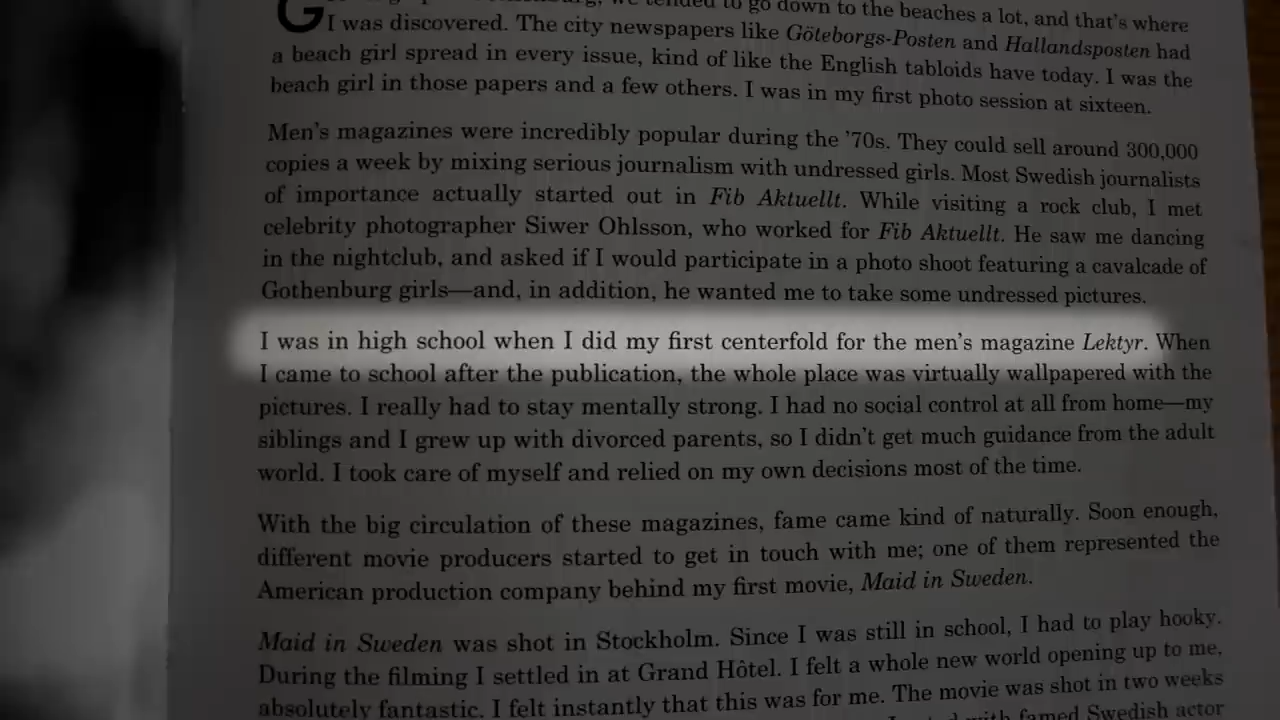 to go down to the beaches a lot, and that's where
G I was discovered. The city newspapers like Göteborgs-Posten and Hallandsposten had
a beach girl spread in every issue, kind of like the English tabloids have today. I was the
beach girl in those papers and a few others. I was in my first photo session at sixteen.
Men's magazines were incredibly popular during the '70s. They could sell around 300,000
copies a week by mixing serious journalism with undressed girls. Most Swedish journalists
of importance actually started out in Fib Aktuellt. While visiting a rock club, I met
celebrity photographer Siwer Ohlsson, who worked for Fib Aktuellt. He saw me dancing
in the nightclub, and asked if I would participate in a photo shoot featuring a cavalcade of
Gothenburg girls—and, in addition, he wanted me to take some undressed pictures.
I was in high school when I did my first centerfold for the men's magazine Lektyr. When
I came to school after the publication, the whole place was virtually wallpapered with the
pictures. I really had to stay mentally strong. I had no social control at all from home—my
siblings and I grew up with divorced parents, so I didn't get much guidance from the adult
world. I took care of myself and relied on my own decisions most of the time.
With the big circulation of these magazines, fame came kind of naturally. Soon enough,
different movie producers started to get in touch with me; one of them represented the
American production company behind my first movie, Maid in Sweden.
Maid in Sweden was shot in Stockholm. Since I was still in school, I had to play hooky.
During the filming I settled in at Grand Hôtel. I felt a whole new world opening up to me,
absolutely fantastic. I felt instantly that this was for me. The movie was shot in two weeks
with famed Swedish actor